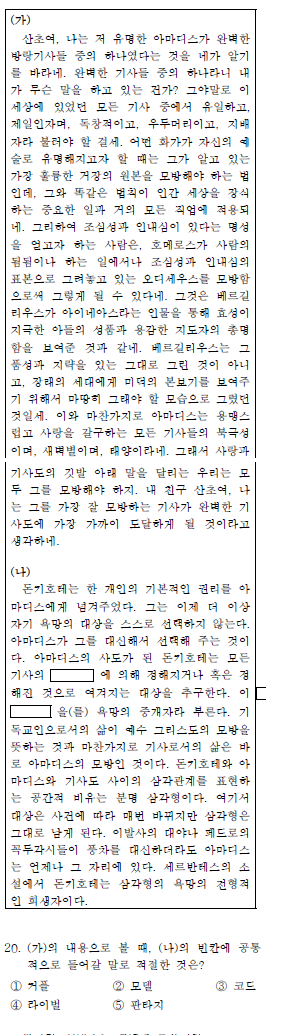 (가)
산초여, 나는 저 유명한 아마디스가 완벽한
방랑기사들 중의 하나였다는 것을 네가 알기
를 바라네. 완벽한 기사들 중의 하나라니 내
가 무슨 말을 하고 있는 건가? 그야말로 이
세상에 있었던 모든 기사 중에서 유일하고,
제일인자며, 독창적이고, 우두머리이고, 지배
자라 불려야 할 걸세. 어떤 화가가 자신의 예
술로 유명해지고자 할 때는 그가 알고 있는
가장 훌륭한 거장의 원본을 모방해야 하는 법
인데, 그와 똑같은 법칙이 인간 세상을 장식
하는 중요한 일과 거의 모든 직업에 적용되
네. 그리하여 조심성과 인내심이 있다는 명성
을 얻고자 하는 사람은, 호메로스가 사람의
됨됨이나 하는 일에서나 조심성과 인내심의
표본으로 그려놓고 있는 오디세우스를 모방함
으로써 그렇게 될 수 있다네. 그것은 베르길
리우스가 아이네아스라는 인물을 통해 효성이
지극한 아들의 성품과 용감한 지도자의 총명
함을 보여준 것과 같네. 베르길리우스는 그
품성과 지략을 있는 그대로 그린 것이 아니
고, 장래의 세대에게 미덕의 본보기를 보여주
기 위해서 마땅히 그래야 할 모습으로 그렸던
것일세. 이와 마찬가지로 아마디스는 용맹스
럽고 사랑을 갈구하는 모든 기사들의 북극성
이며, 새벽별이며, 태양이라네. 그래서 사랑과
기사도의 깃발 아래 말을 달리는 우리는 모
두 그를 모방해야 하지. 내 친구 산초여, 나
는 그를 가장 잘 모방하는 기사가 완벽한 기
사도에 가장 가까이 도달하게 될 것이라고
생각하네.
(나)
돈키호테는 한 개인의 기본적인 권리를 아
마디스에게 넘겨주었다. 그는 이제 더 이상
자기 욕망의 대상을 스스로 선택하지 않는다.
아마디스가 그를 대신해서 선택해 주는 것이
다. 아마디스의 사도가 된 돈키호테는 모든
기사의 에 의해 정해지거나 혹은 정
해진 것으로 여겨지는 대상을 추구한다. 이
을(를) 욕망의 중개자라 부른다. 기
독교인으로서의 삶이 예수 그리스도의 모방을
뜻하는 것과 마찬가지로 기사로서의 삶은 바
로 아마디스의 모방인 것이다. 돈키호테와 아
마디스와 기사도 사이의 삼각관계를 표현하
는 공간적 비유는 분명 삼각형이다. 여기서
대상은 사건에 따라 매번 바뀌지만 삼각형은
그대로 남게 된다. 이발사의 대야나 페드로의
꼭두각시들이 풍차를 대신하더라도 아마디스
는 언제나 그 자리에 있다. 세르반테스의 소
설에서 돈키호테는 삼각형의 욕망의 전형적
인 희생자이다.
20. (가)의 내용으로 볼 때, (나)의 빈칸에 공통
적으로 들어갈 말로 적절한 것은?
① 커플 ② 모델 ③ 코드
④ 라이벌 ⑤ 판타지